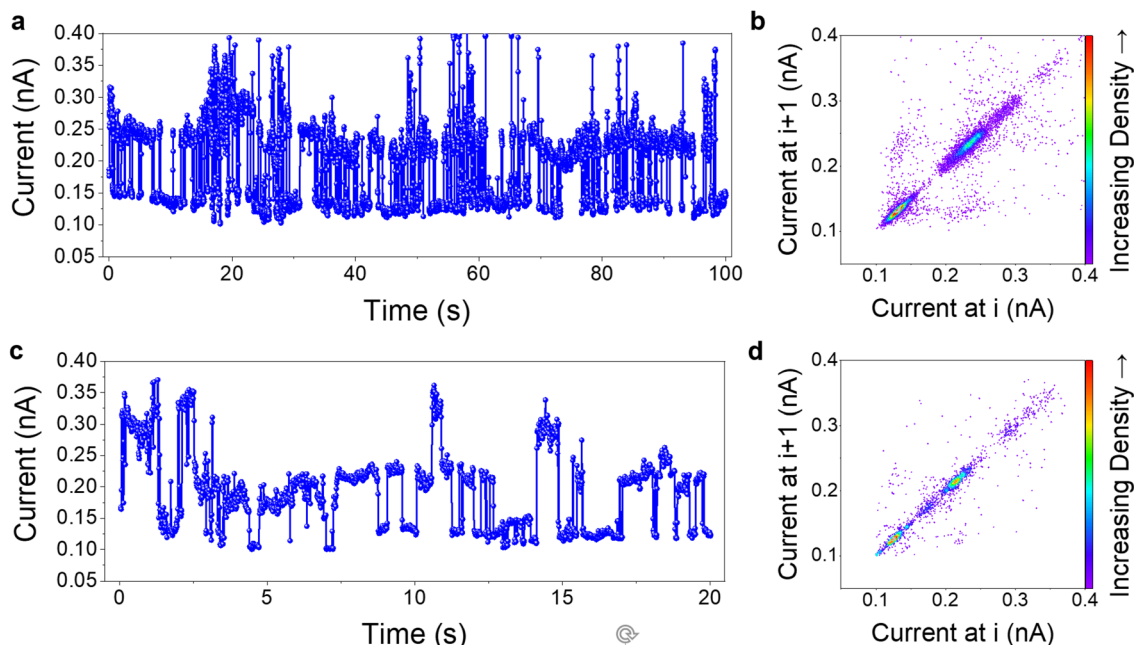 a
0.40
0.35
0.30
0.25
0.20
0.15
0.10
0.05
Current (nA)
0 20 40 60 80 100
Time (s)
b
0.4
0.3
0.2
0.1
Current at i+1 (nA)
0.1 0.2 0.3 0.4
Current at i (nA)
Increasing Density →
c
0.40
0.35
0.30
0.25
0.20
0.15
0.10
0.05
Current (nA)
0 5 10 15 20
Time (s)
d
0.4
0.3
0.2
0.1
Current at i+1 (nA)
0.1 0.2 0.3 0.4
Current at i (nA)
Increasing Density →